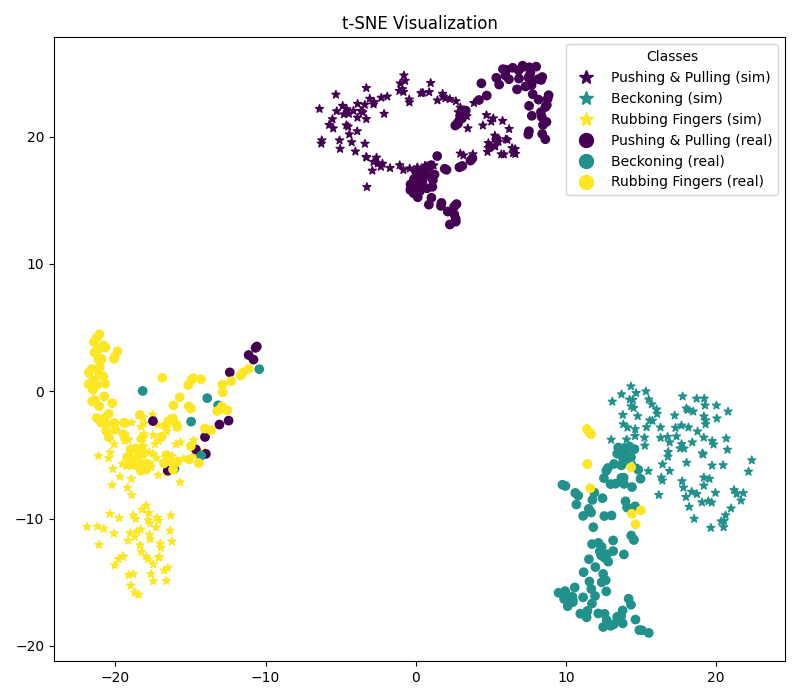 t-SNE Visualization
Classes
Pushing & Pulling (sim)
Beckoning (sim)
Rubbing Fingers (sim)
Pushing & Pulling (real)
Beckoning (real)
Rubbing Fingers (real)
20
10
0
−10
−20
−20 −10 0 10 20